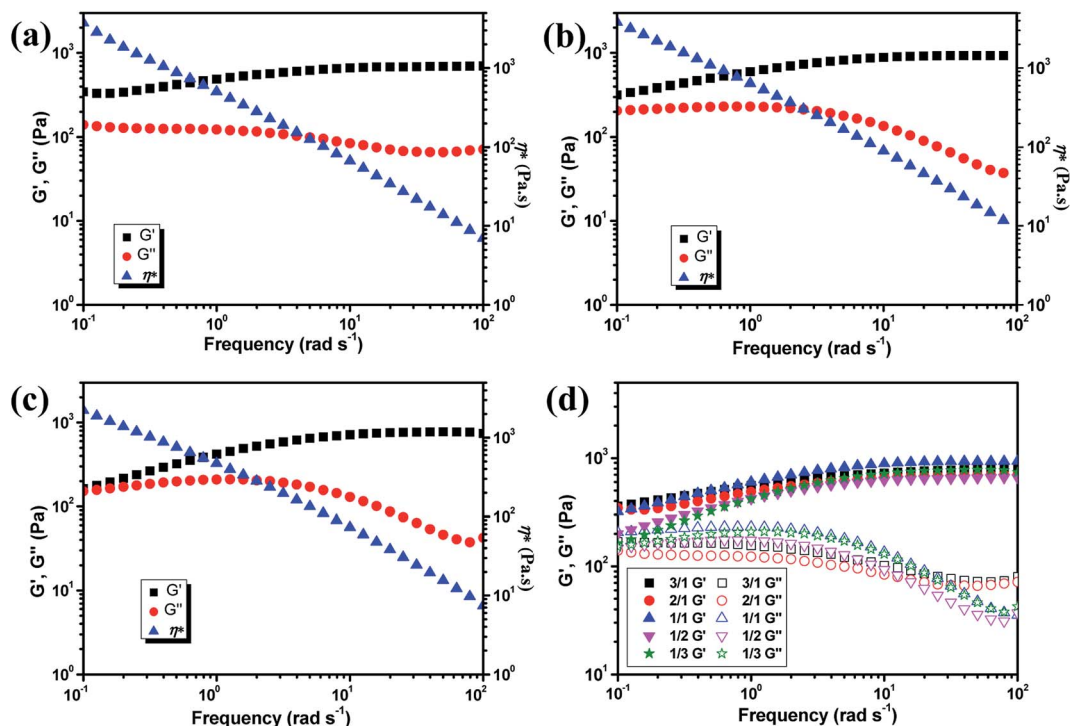 (a)
10³
10²
10¹
10⁰
G', G'' (Pa)
10³
10²
10¹
10⁰
η* (Pa.s)
G'
G''
η*
10⁻¹ 10⁰ 10¹ 10²
Frequency (rad s⁻¹)
(b)
10³
10²
10¹
10⁰
G', G'' (Pa)
10³
10²
10¹
10⁰
η* (Pa.s)
G'
G''
η*
10⁻¹ 10⁰ 10¹ 10²
Frequency (rad s⁻¹)
(c)
10³
10²
10¹
10⁰
G', G'' (Pa)
10³
10²
10¹
10⁰
η* (Pa.s)
G'
G''
η*
10⁻¹ 10⁰ 10¹ 10²
Frequency (rad s⁻¹)
(d)
10³
10²
10¹
G', G'' (Pa)
3/1 G' 3/1 G''
2/1 G' 2/1 G''
1/1 G' 1/1 G''
1/2 G' 1/2 G''
1/3 G' 1/3 G''
10⁻¹ 10⁰ 10¹ 10²
Frequency (rad s⁻¹)